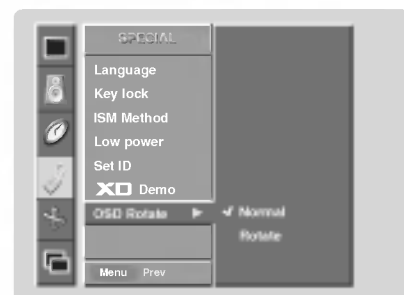 SPECIAL
Language
Key lock
ISM Method
Low power
Set ID
XD Demo
OSD Rotate ► ✓ Normal
Rotate
Menu Prev